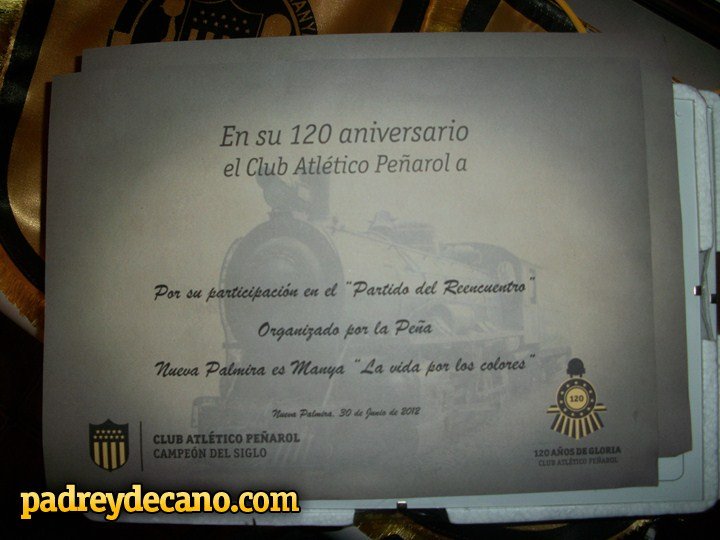 En su 120 aniversario
el Club Atlético Peñarol a
Por su participación en el "Partido del Reencuentro"
Organizado por la Peña
Nueva Palmira es Manya "La vida por los colores"
Nueva Palmira, 30 de Junio de 2012
CLUB ATLÉTICO PEÑAROL
CAMPEÓN DEL SIGLO
120
120 AÑOS DE GLORIA
CLUB ATLÉTICO PEÑAROL
padreydecano.com